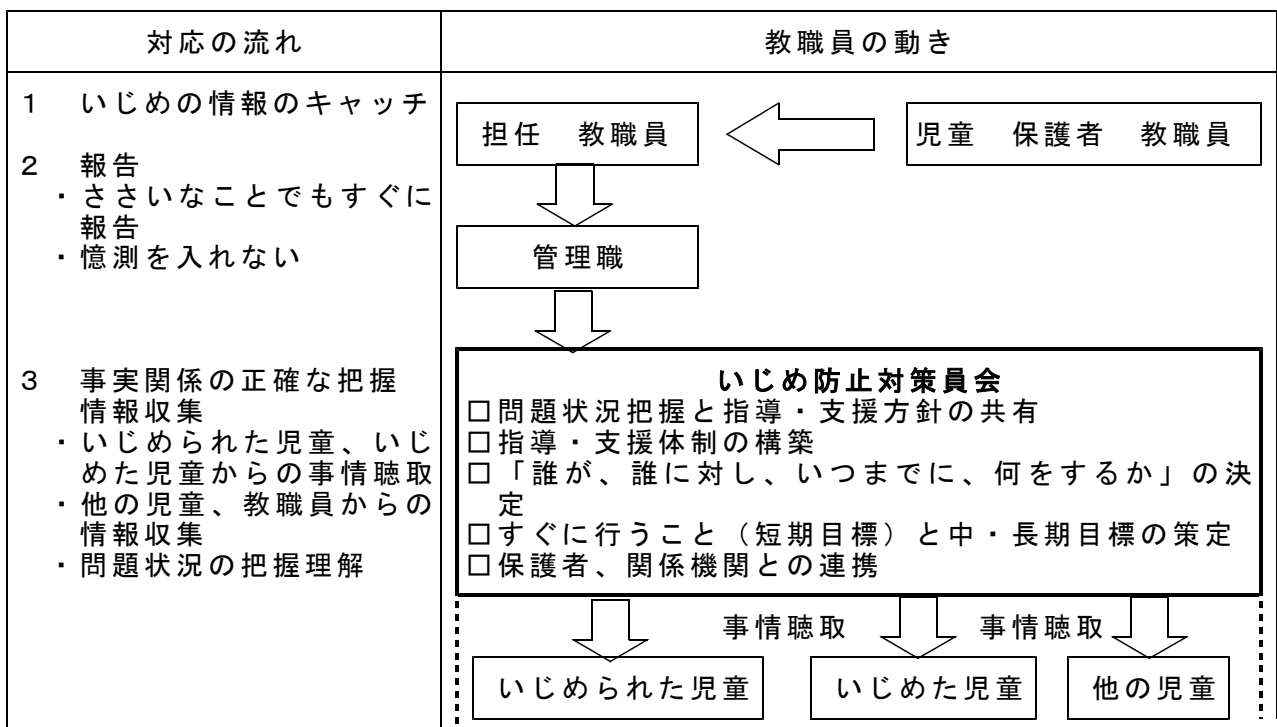 対応の流れ
教職員の動き
１　いじめの情報のキャッチ
２　報告
・ささいなことでもすぐに
報告
・憶測を入れない
３　事実関係の正確な把握
情報収集
・いじめられた児童、いじ
めた児童からの事情聴取
・他の児童、教職員からの
情報収集
・問題状況の把握理解
担任　教職員
児童　保護者　教職員
管理職
いじめ防止対策員会
□問題状況把握と指導・支援方針の共有
□指導・支援体制の構築
□「誰が、誰に対し、いつまでに、何をするか」の決
定
□すぐに行うこと（短期目標）と中・長期目標の策定
□保護者、関係機関との連携
事情聴取
事情聴取
いじめられた児童
いじめた児童
他の児童